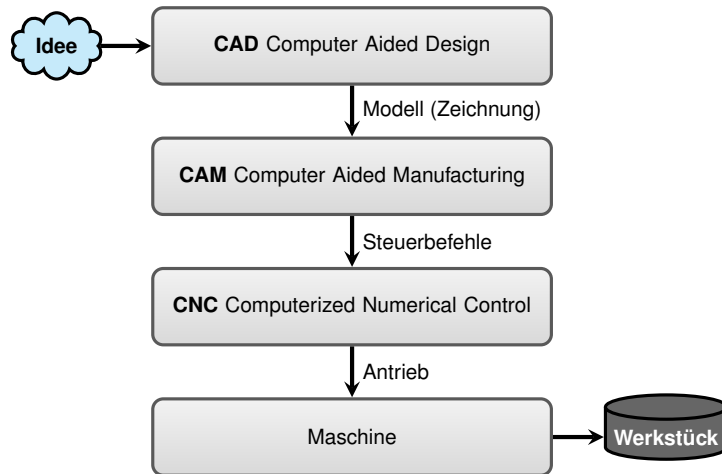 Idee
CAD Computer Aided Design
Modell (Zeichnung)
CAM Computer Aided Manufacturing
Steuerbefehle
CNC Computerized Numerical Control
Antrieb
Maschine
Werkstück